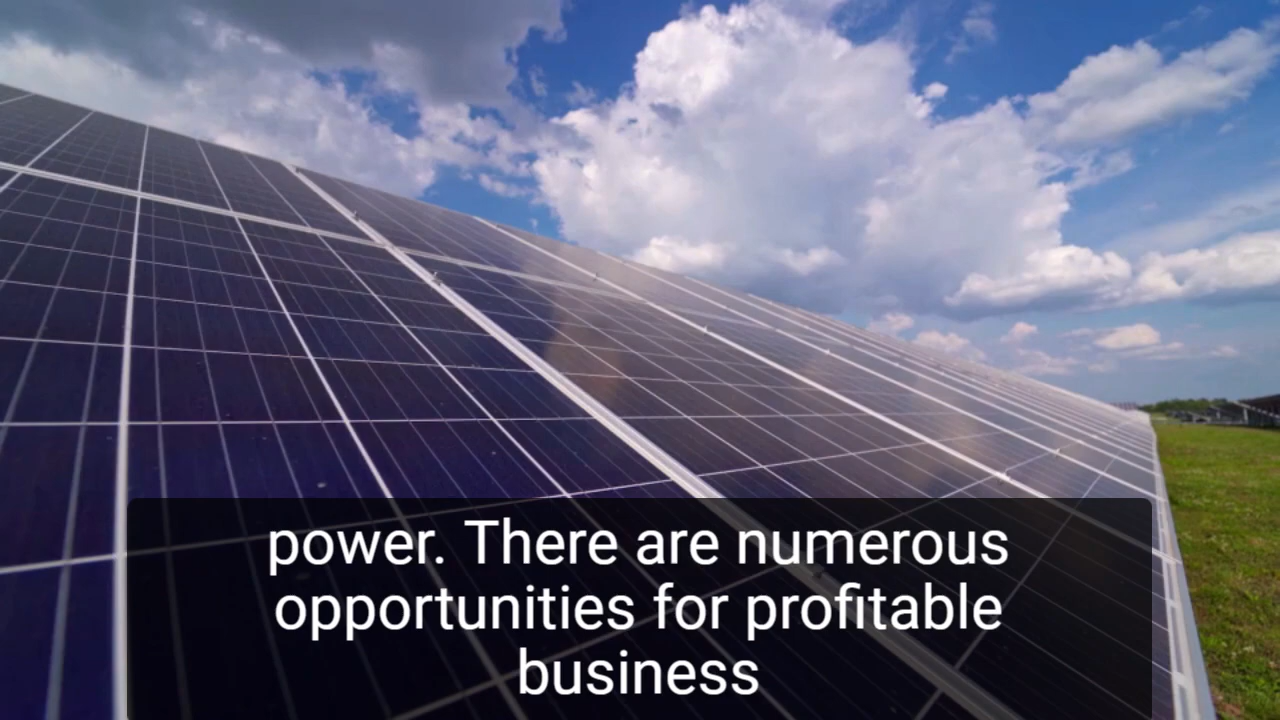 power. There are numerous
opportunities for profitable
business